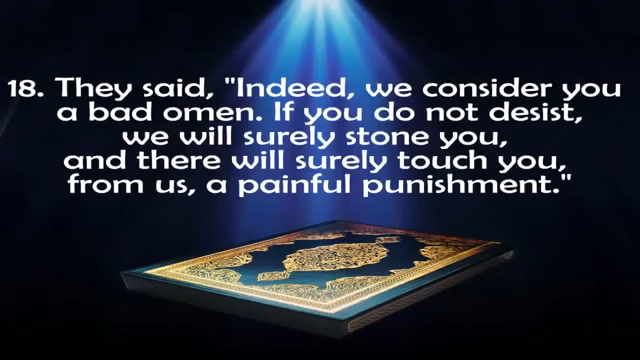 18. They said, "Indeed, we consider you
a bad omen. If you do not desist,
we will surely stone you,
and there will surely touch you,
from us, a painful punishment."